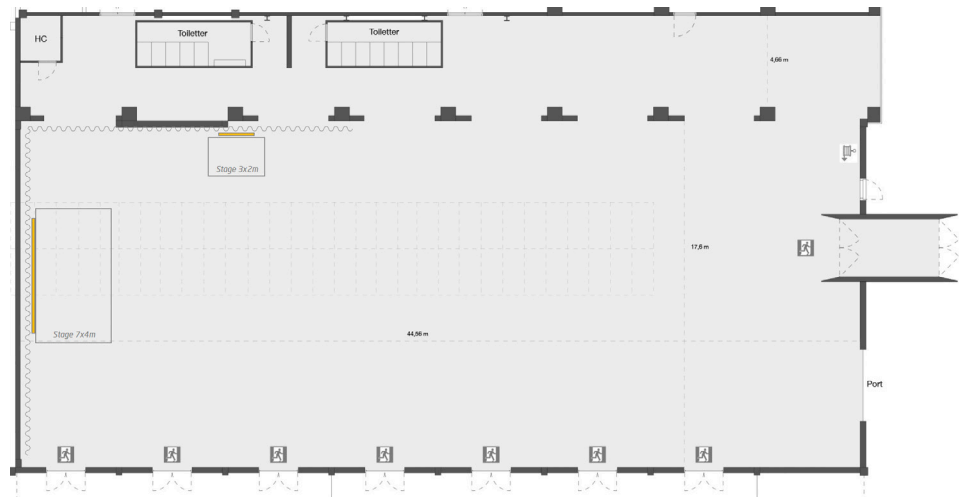 Toiletter
Toiletter
HC
4,66 m
Stage 3x2m
17,6 m
Stage 7x4m
44,56 m
Port